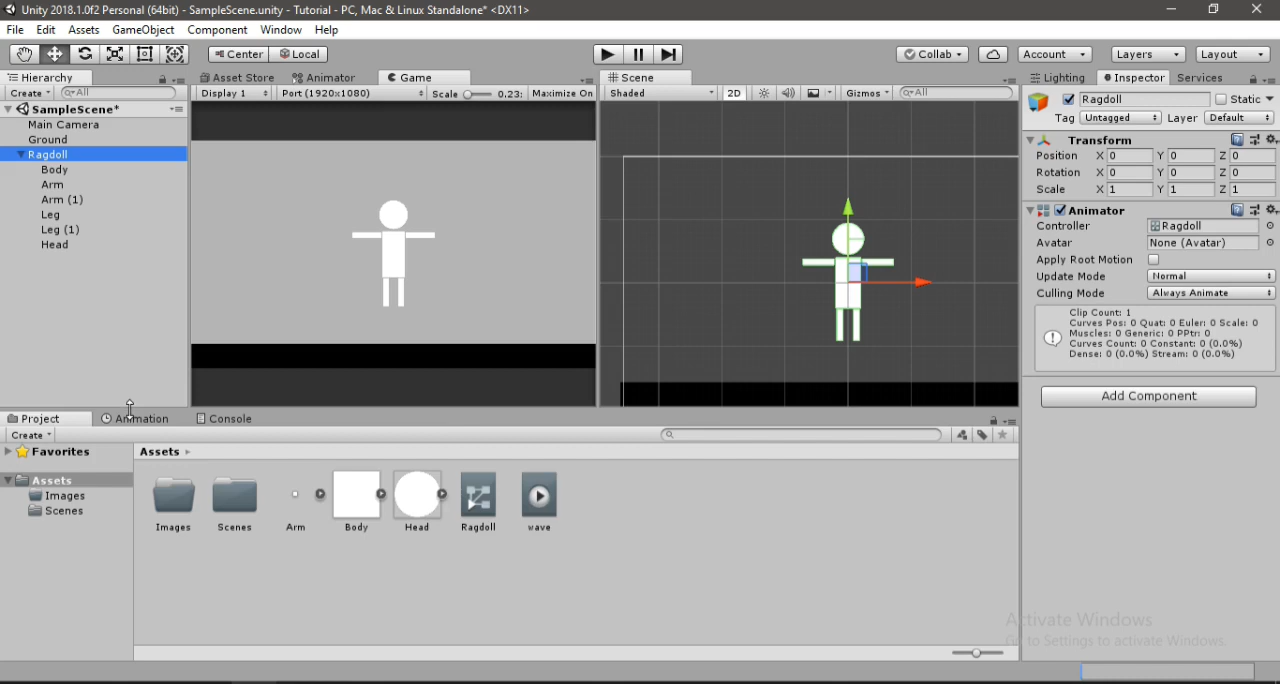 Unity 2018.1.0f2 Personal (64bit) - SampleScene.unity - Tutorial - PC, Mac & Linux Standalone* <DX11>
File Edit Assets GameObject Component Window Help
Center Local Collab Account Layers Layout
Hierarchy Asset Store Animator Game Scene Lighting Inspector Services
Create All Display 1 Port (1920x1080) Scale 0.23: Maximize On Shaded 2D Gizmos All
SampleScene*
Main Camera
Ground
Ragdoll
Body
Arm
Arm (1)
Leg
Leg (1)
Head
Ragdoll Static
Tag Untagged Layer Default
Transform
Position X 0 Y 0 Z 0
Rotation X 0 Y 0 Z 0
Scale X 1 Y 1 Z 1
Animator
Controller Ragdoll
Avatar None (Avatar)
Apply Root Motion
Update Mode Normal
Culling Mode Always Animate
Clip Count: 1
Curves Pos: 0 Quat: 0 Euler: 0 Scale: 0
Muscles: 0 Generic: 0 PPtr: 0
Curves Count: 0 Constant: 0 (0.0%)
Dense: 0 (0.0%) Stream: 0 (0.0%)
Add Component
Project Animation Console
Create
Favorites
Assets
Images
Scenes
Assets
Images Scenes Arm Body Head Ragdoll wave
Activate Windows
Go to Settings to activate Windows.